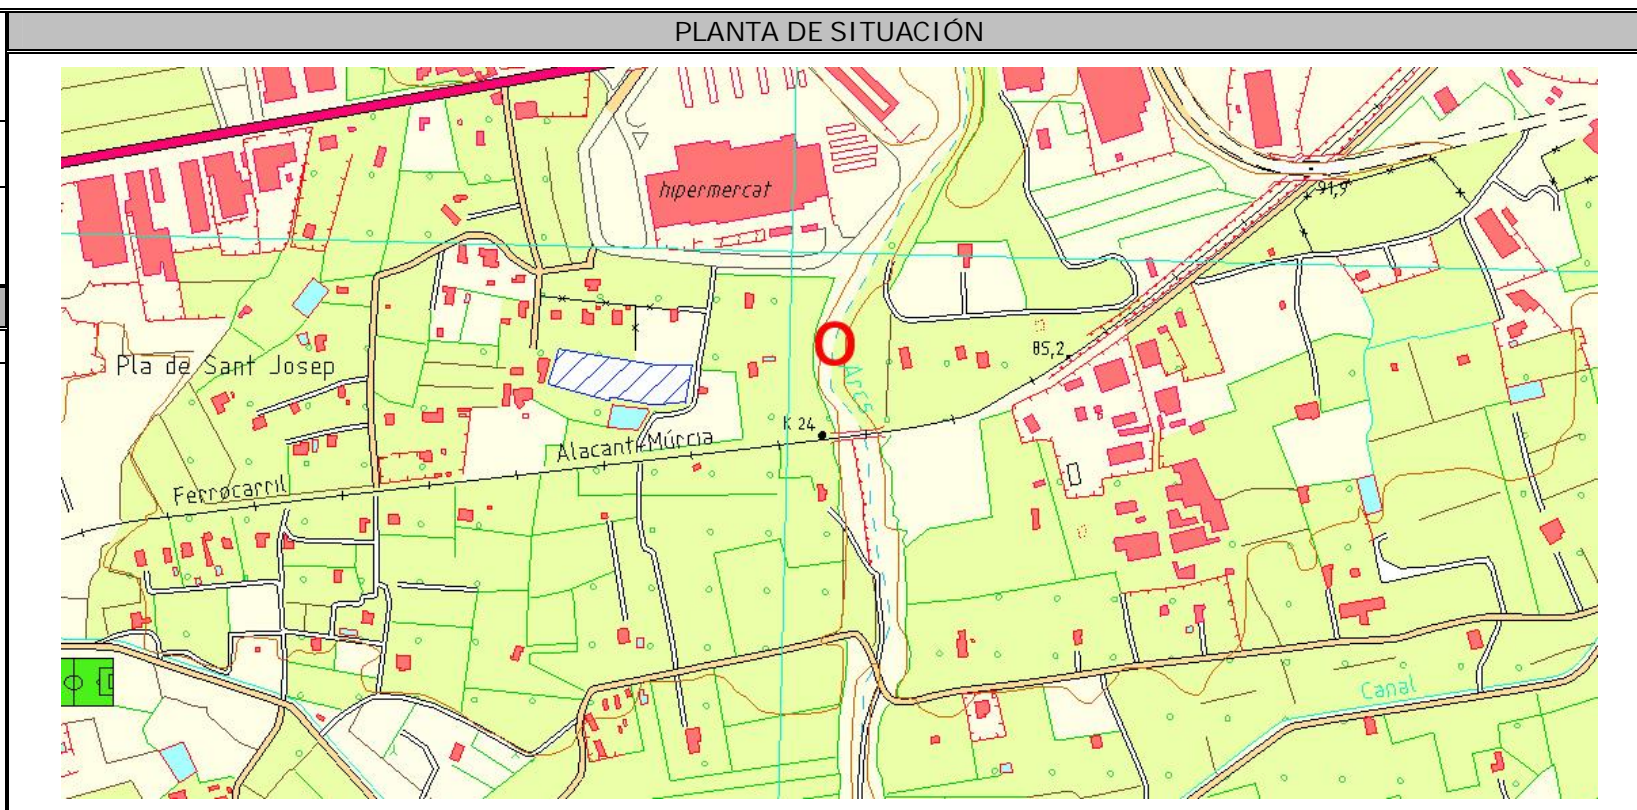 PLANTA DE SITUACIÓN
hipermercat
91,9
Pla de Sant Josep
85,2
Arcs
K 24
Alacant-Múrcia
Ferrocarril
Canal